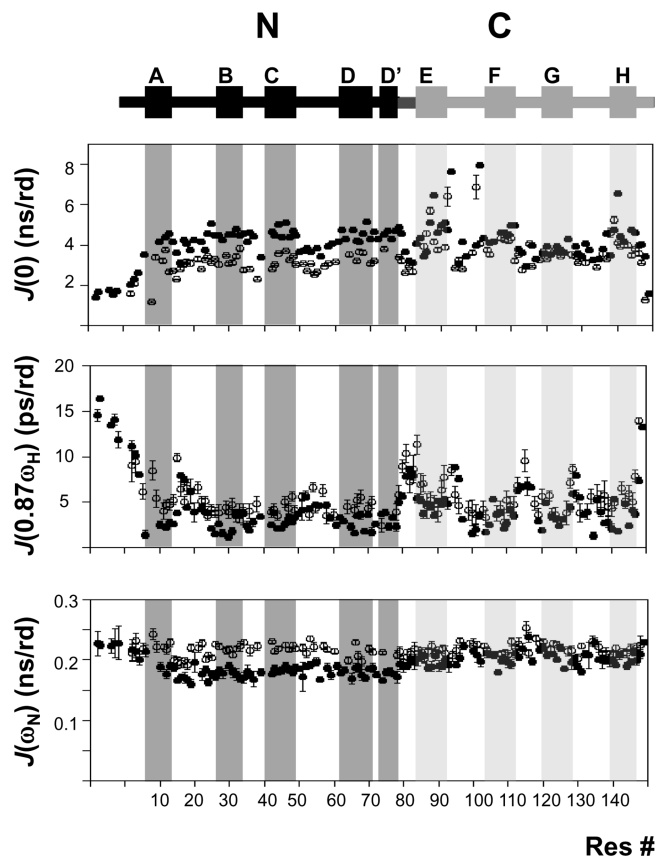 N C
A B C D D’ E F G H
8
6
4
2
J(0) (ns/rd)
20
15
10
5
J(0.87ωH) (ps/rd)
0.3
0.2
0.1
J(ωN) (ns/rd)
10 20 30 40 50 60 70 80 90 100 110 120 130 140
Res #